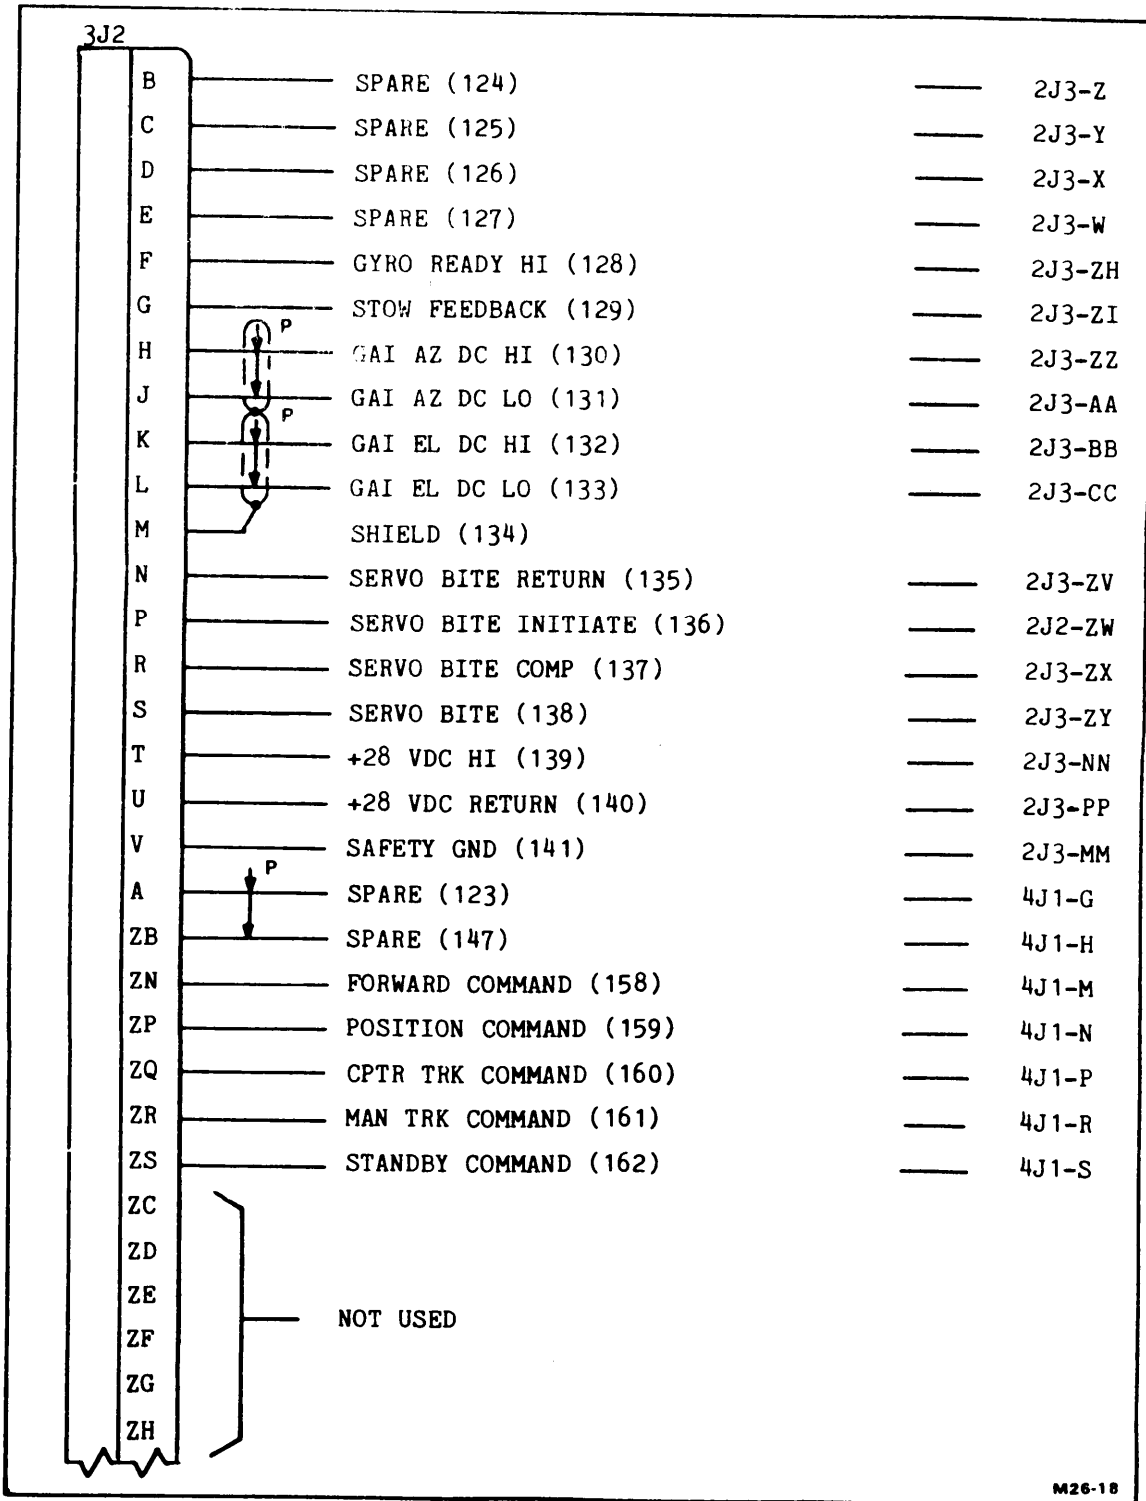 3J2
B SPARE (124) 2J3-Z
C SPARE (125) 2J3-Y
D SPARE (126) 2J3-X
E SPARE (127) 2J3-W
F GYRO READY HI (128) 2J3-ZH
G STOW FEEDBACK (129) 2J3-ZI
P
H GAI AZ DC HI (130) 2J3-ZZ
J GAI AZ DC LO (131) 2J3-AA
P
K GAI EL DC HI (132) 2J3-BB
L GAI EL DC LO (133) 2J3-CC
M SHIELD (134)
N SERVO BITE RETURN (135) 2J3-ZV
P SERVO BITE INITIATE (136) 2J2-ZW
R SERVO BITE COMP (137) 2J3-ZX
S SERVO BITE (138) 2J3-ZY
T +28 VDC HI (139) 2J3-NN
U +28 VDC RETURN (140) 2J3-PP
V SAFETY GND (141) 2J3-MM
P
A SPARE (123) 4J1-G
ZB SPARE (147) 4J1-H
ZN FORWARD COMMAND (158) 4J1-M
ZP POSITION COMMAND (159) 4J1-N
ZQ CPTR TRK COMMAND (160) 4J1-P
ZR MAN TRK COMMAND (161) 4J1-R
ZS STANDBY COMMAND (162) 4J1-S
ZC
ZD
ZE
NOT USED
ZF
ZG
ZH
M26-18